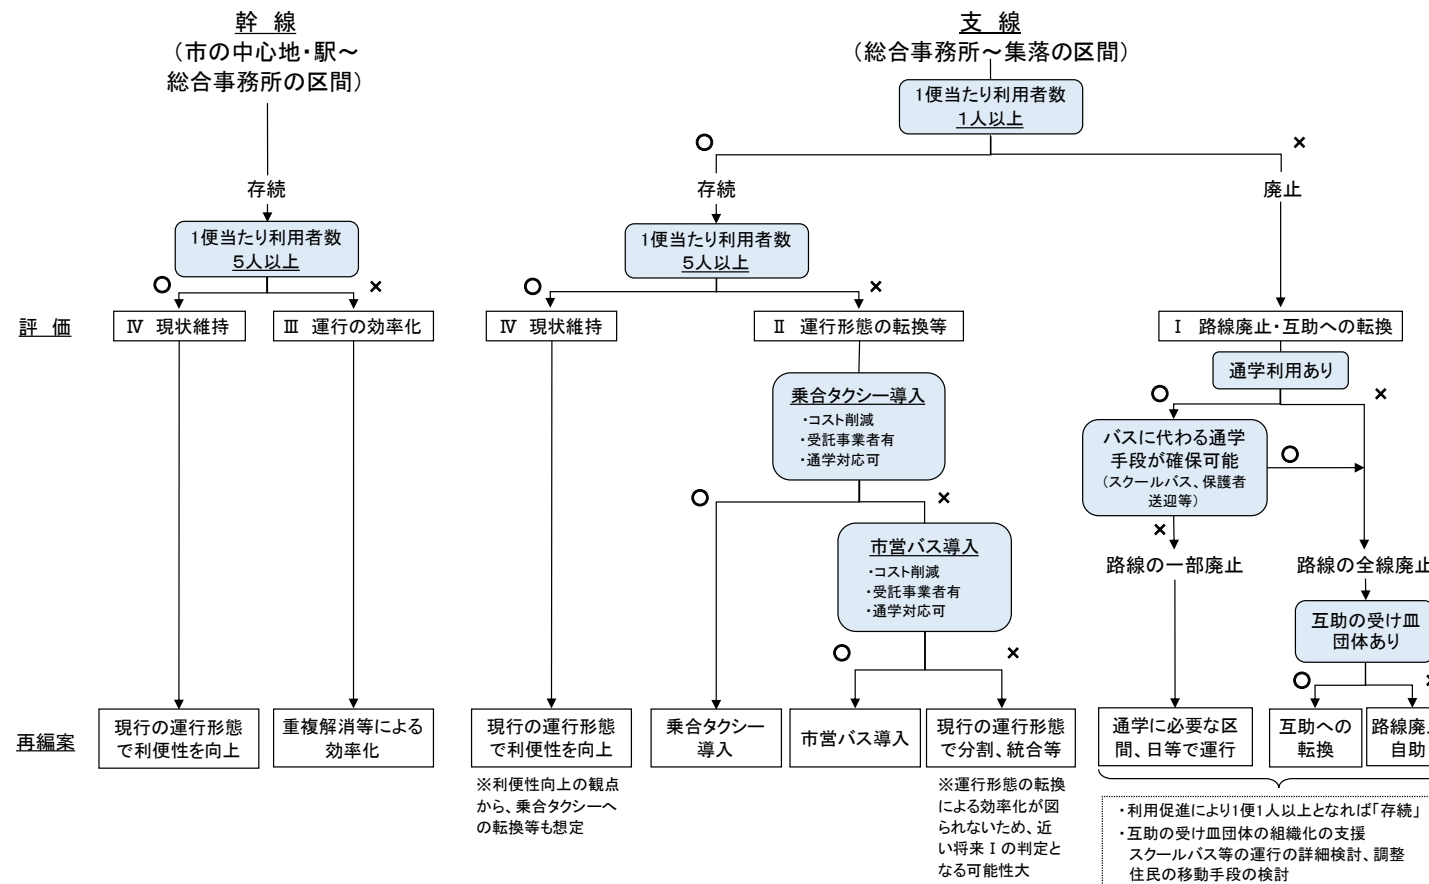 幹 線
（市の中心地・駅～
総合事務所の区間）
支 線
（総合事務所～集落の区間）
1便当たり利用者数
1人以上
○
×
存続
存続
廃止
1便当たり利用者数
5人以上
1便当たり利用者数
5人以上
○
×
○
×
評 価
Ⅳ 現状維持
Ⅲ 運行の効率化
Ⅳ 現状維持
Ⅱ 運行形態の転換等
Ⅰ 路線廃止・互助への転換
通学利用あり
○
×
乗合タクシー導入
・コスト削減
・受託事業者有
・通学対応可
バスに代わる通学
手段が確保可能
（スクールバス、保護者
送迎等）
○
×
○
×
市営バス導入
・コスト削減
・受託事業者有
・通学対応可
路線の一部廃止
路線の全線廃止
互助の受け皿
団体あり
○
×
○
×
再編案
現行の運行形態
で利便性を向上
重複解消等による
効率化
現行の運行形態
で利便性を向上
乗合タクシー
導入
市営バス導入
現行の運行形態
で分割、統合等
通学に必要な区
間、日等で運行
互助への
転換
路線廃
自助
※利便性向上の観点
から、乗合タクシーへ
の転換等も想定
※運行形態の転換
による効率化が図
られないため、近
い将来Ⅰの判定と
なる可能性大
・利用促進により1便1人以上となれば「存続」
・互助の受け皿団体の組織化の支援
スクールバス等の運行の詳細検討、調整
住民の移動手段の検討